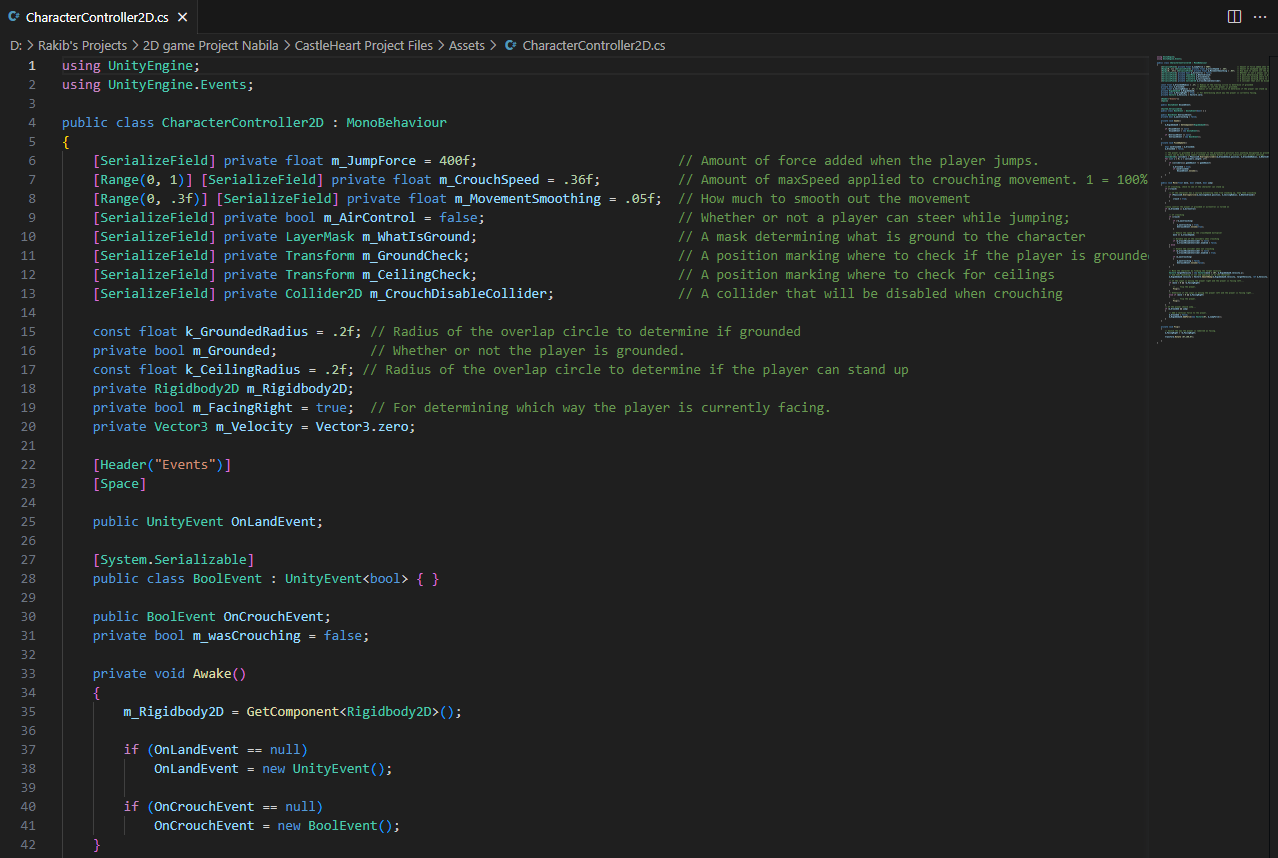 CharacterController2D.cs
D: > Rakib's Projects > 2D game Project Nabila > CastleHeart Project Files > Assets > CharacterController2D.cs
1 using UnityEngine;
2 using UnityEngine.Events;
3
4 public class CharacterController2D : MonoBehaviour
5 {
6 [SerializeField] private float m_JumpForce = 400f; // Amount of force added when the player jumps.
7 [Range(0, 1)] [SerializeField] private float m_CrouchSpeed = .36f; // Amount of maxSpeed applied to crouching movement. 1 = 100%
8 [Range(0, .3f)] [SerializeField] private float m_MovementSmoothing = .05f; // How much to smooth out the movement
9 [SerializeField] private bool m_AirControl = false; // Whether or not a player can steer while jumping;
10 [SerializeField] private LayerMask m_WhatIsGround; // A mask determining what is ground to the character
11 [SerializeField] private Transform m_GroundCheck; // A position marking where to check if the player is grounde
12 [SerializeField] private Transform m_CeilingCheck; // A position marking where to check for ceilings
13 [SerializeField] private Collider2D m_CrouchDisableCollider; // A collider that will be disabled when crouching
14
15 const float k_GroundedRadius = .2f; // Radius of the overlap circle to determine if grounded
16 private bool m_Grounded; // Whether or not the player is grounded.
17 const float k_CeilingRadius = .2f; // Radius of the overlap circle to determine if the player can stand up
18 private Rigidbody2D m_Rigidbody2D;
19 private bool m_FacingRight = true; // For determining which way the player is currently facing.
20 private Vector3 m_Velocity = Vector3.zero;
21
22 [Header("Events")]
23 [Space]
24
25 public UnityEvent OnLandEvent;
26
27 [System.Serializable]
28 public class BoolEvent : UnityEvent<bool> { }
29
30 public BoolEvent OnCrouchEvent;
31 private bool m_wasCrouching = false;
32
33 private void Awake()
34 {
35 m_Rigidbody2D = GetComponent<Rigidbody2D>();
36
37 if (OnLandEvent == null)
38 OnLandEvent = new UnityEvent();
39
40 if (OnCrouchEvent == null)
41 OnCrouchEvent = new BoolEvent();
42 }